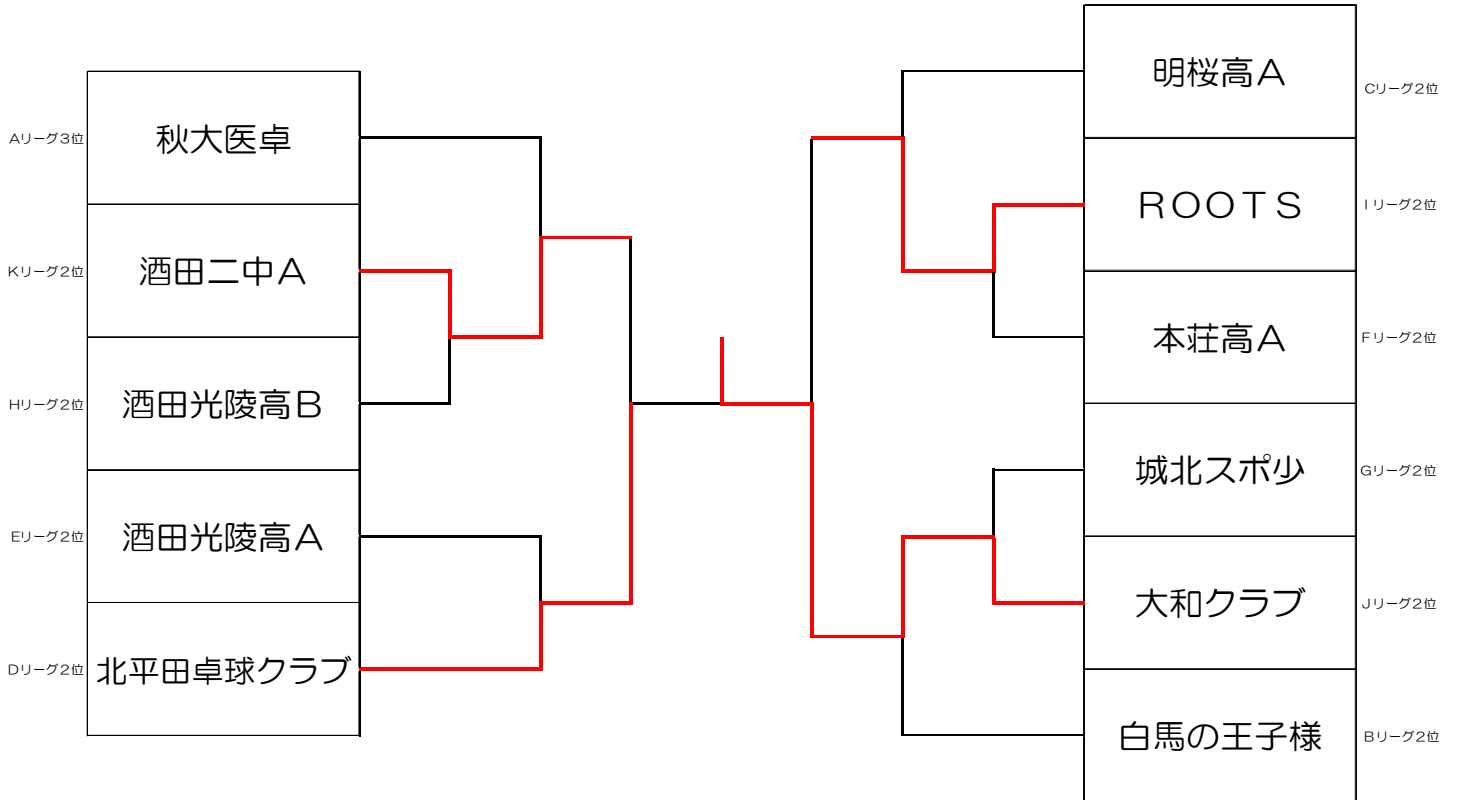 Aリーグ3位
秋大医卓
Kリーグ2位
酒田二中A
Hリーグ2位
酒田光陵高B
Eリーグ2位
酒田光陵高A
Dリーグ2位
北平田卓球クラブ
明桜高A
Cリーグ2位
ＲＯＯＴＳ
Iリーグ2位
本荘高A
Fリーグ2位
城北スポ少
Gリーグ2位
大和クラブ
Jリーグ2位
白馬の王子様
Bリーグ2位